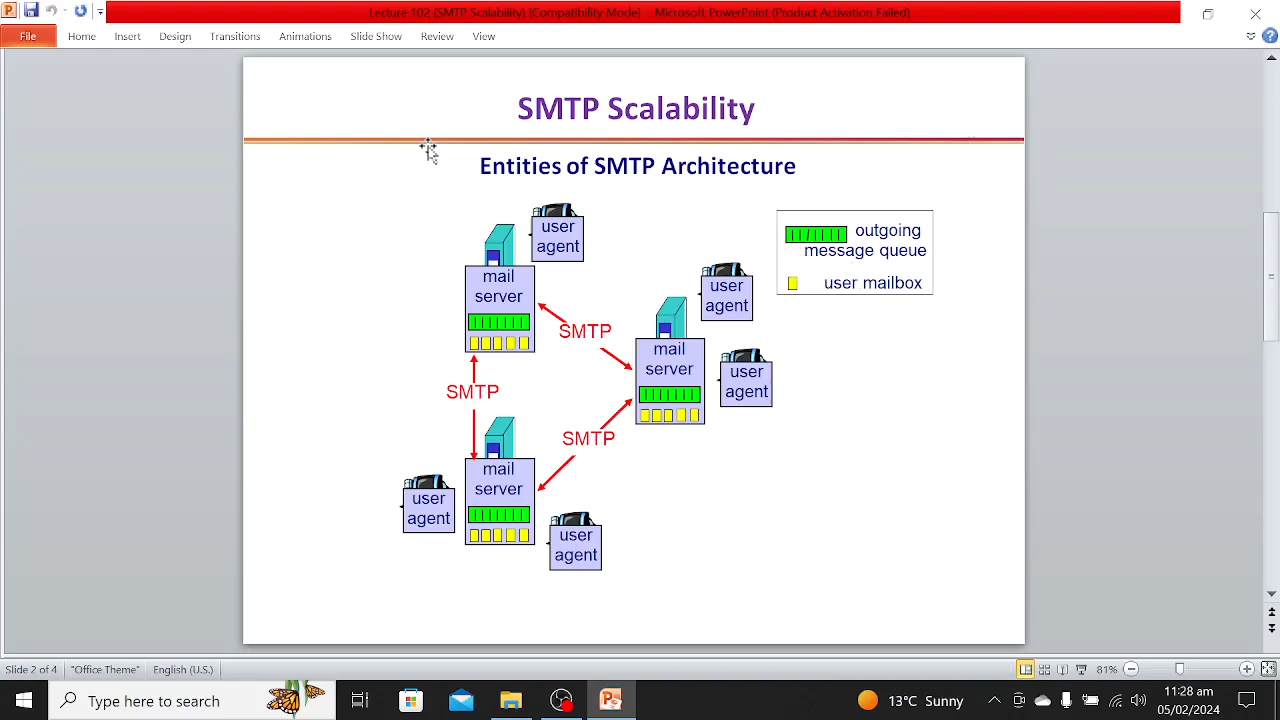 Lecture 102 (SMTP Scalability) [Compatibility Mode] - Microsoft PowerPoint (Product Activation Failed)
File Home Insert Design Transitions Animations Slide Show Review View
SMTP Scalability
Entities of SMTP Architecture
user
agent
mail
server
outgoing
message queue
user mailbox
user
agent
SMTP
mail
server
user
agent
SMTP
SMTP
mail
server
user
agent
user
agent
Slide 2 of 4 "Office Theme" English (U.S.) 81%
Type here to search
13°C Sunny
11:28 am
05/02/2024